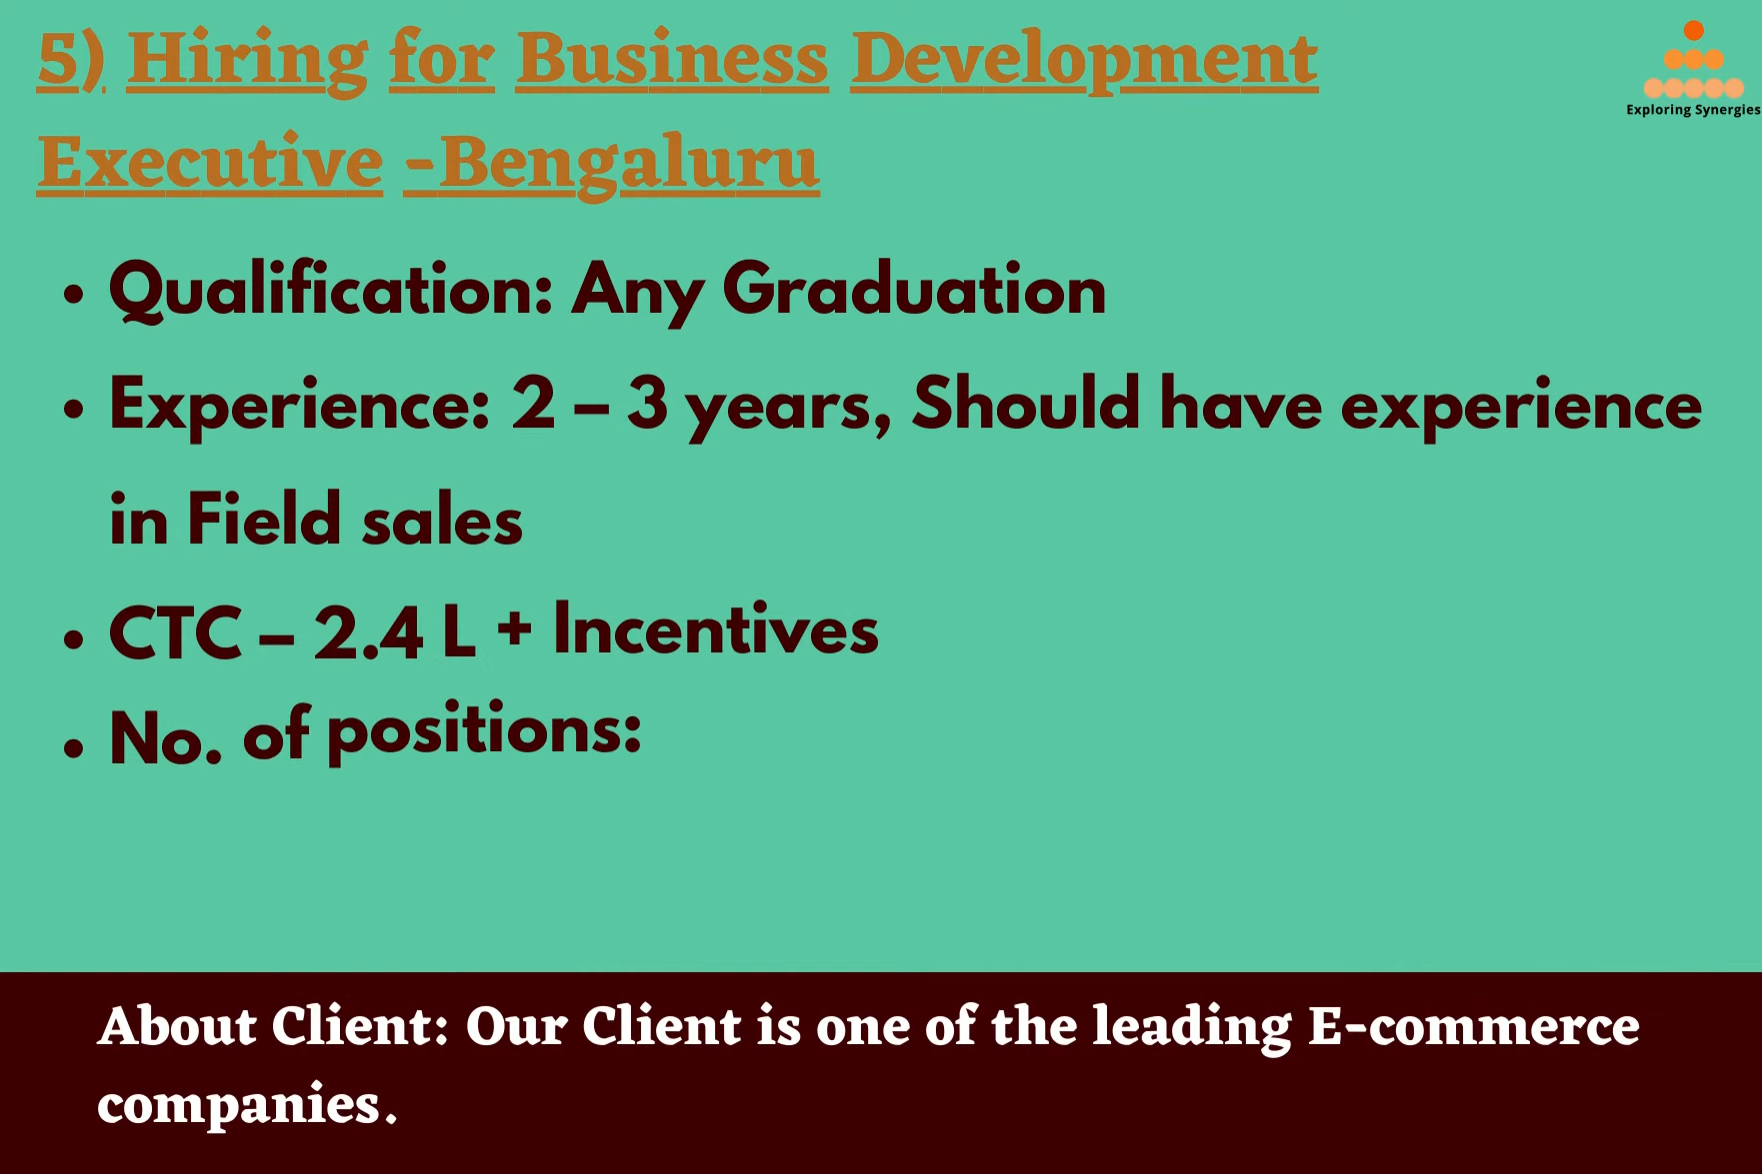 5) Hiring for Business Development
Executive -Bengaluru
Exploring Synergies
• Qualification: Any Graduation
• Experience: 2 – 3 years, Should have experience
in Field sales
• CTC – 2.4 L + Incentives
• No. of positions:
About Client: Our Client is one of the leading E-commerce
companies.